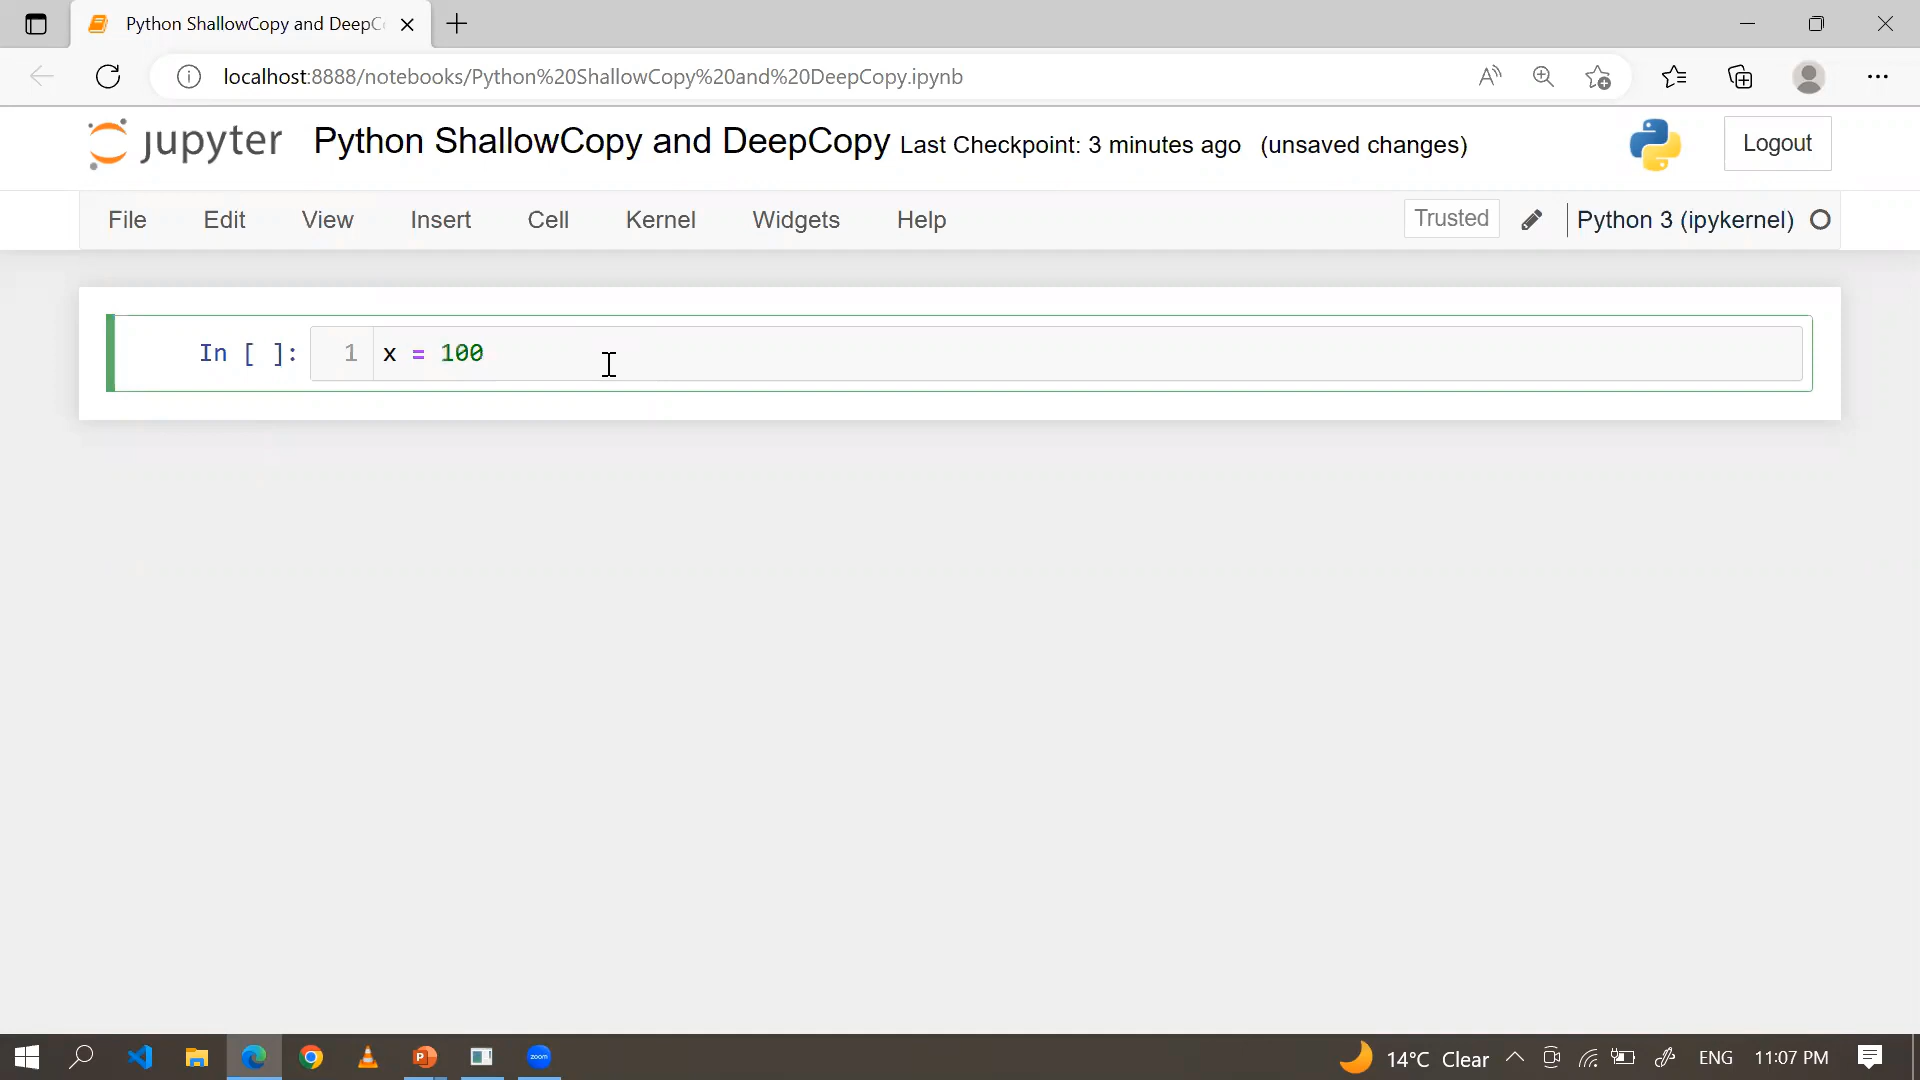 Python ShallowCopy and DeepC
localhost:8888/notebooks/Python%20ShallowCopy%20and%20DeepCopy.ipynb
jupyter Python ShallowCopy and DeepCopy Last Checkpoint: 3 minutes ago (unsaved changes) Logout
File Edit View Insert Cell Kernel Widgets Help Trusted Python 3 (ipykernel)
In [ ]: 1 x = 100
P zoom 14°C Clear ENG 11:07 PM